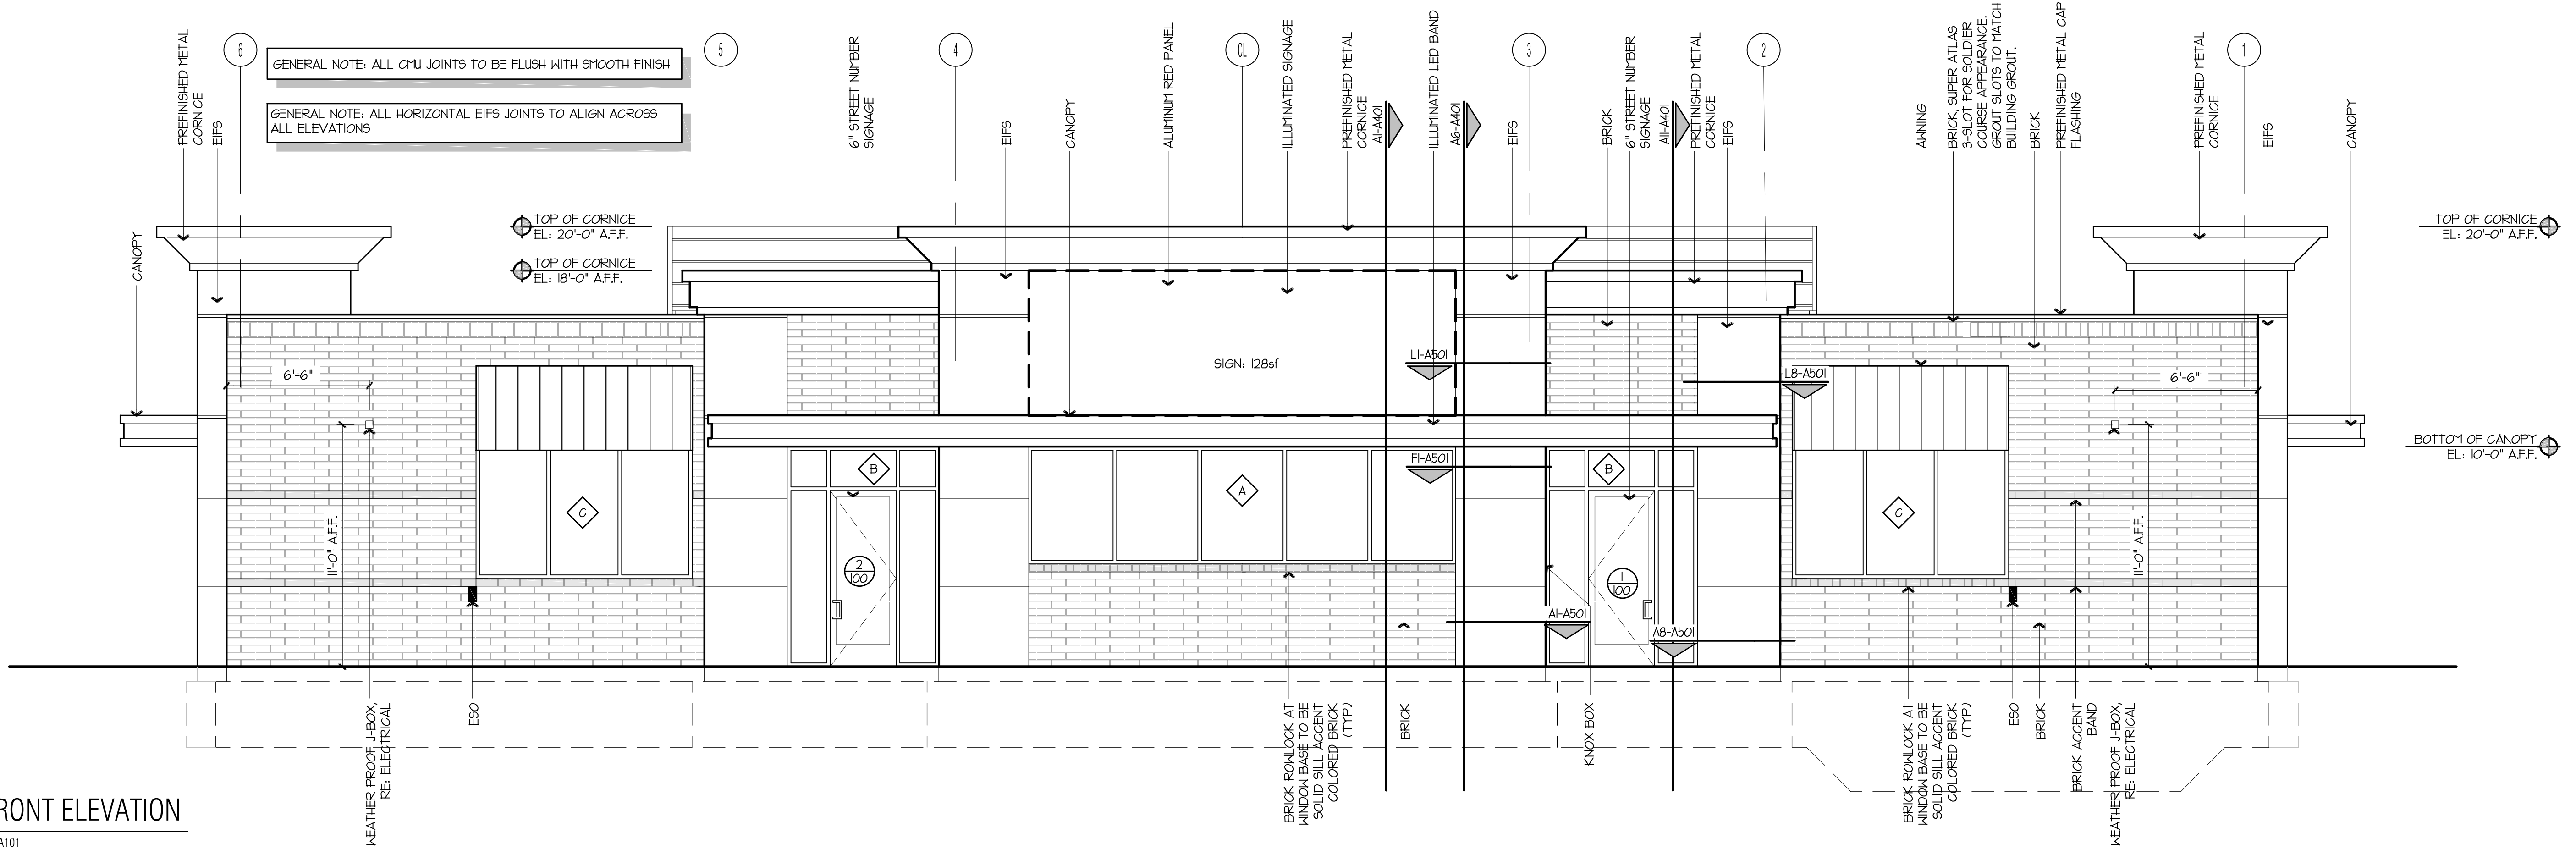 6
5
4
CL
3
2
1
GENERAL NOTE: ALL CMU JOINTS TO BE FLUSH WITH SMOOTH FINISH
GENERAL NOTE: ALL HORIZONTAL EIFS JOINTS TO ALIGN ACROSS
ALL ELEVATIONS
CANOPY
PREFINISHED METAL
CORNICE
EIFS
6" STREET NUMBER
SIGNAGE
EIFS
CANOPY
ALUMINUM RED PANEL
ILLUMINATED SIGNAGE
PREFINISHED METAL
CORNICE
A1-A401
ILLUMINATED LED BAND
A6-A401
EIFS
BRICK
6" STREET NUMBER
SIGNAGE
A11-A401
PREFINISHED METAL
CORNICE
EIFS
AWNING
BRICK, SUPER ATLAS
3-SLOT FOR SOLDIER
COURSE APPEARANCE.
GROUT SLOTS TO MATCH
BUILDING GROUT.
BRICK
PREFINISHED METAL CAP
FLASHING
PREFINISHED METAL
CORNICE
EIFS
CANOPY
TOP OF CORNICE
EL: 20'-0" A.F.F.
TOP OF CORNICE
EL: 18'-0" A.F.F.
TOP OF CORNICE
EL: 20'-0" A.F.F.
SIGN: 128sf
L1-A501
L8-A501
6'-6"
6'-6"
BOTTOM OF CANOPY
EL: 10'-0" A.F.F.
F1-A501
B
B
A
C
C
11'-0" A.F.F.
11'-0" A.F.F.
2
100
1
100
A1-A501
A8-A501
WEATHER PROOF J-BOX,
RE: ELECTRICAL
ESO
BRICK ROWLOCK AT
WINDOW BASE TO BE
SOLID SILL ACCENT
COLORED BRICK
(TYP)
BRICK
KNOX BOX
BRICK ROWLOCK AT
WINDOW BASE TO BE
SOLID SILL ACCENT
COLORED BRICK
(TYP)
ESO
BRICK
BRICK ACCENT
BAND
WEATHER PROOF J-BOX,
RE: ELECTRICAL
RONT ELEVATION
A101